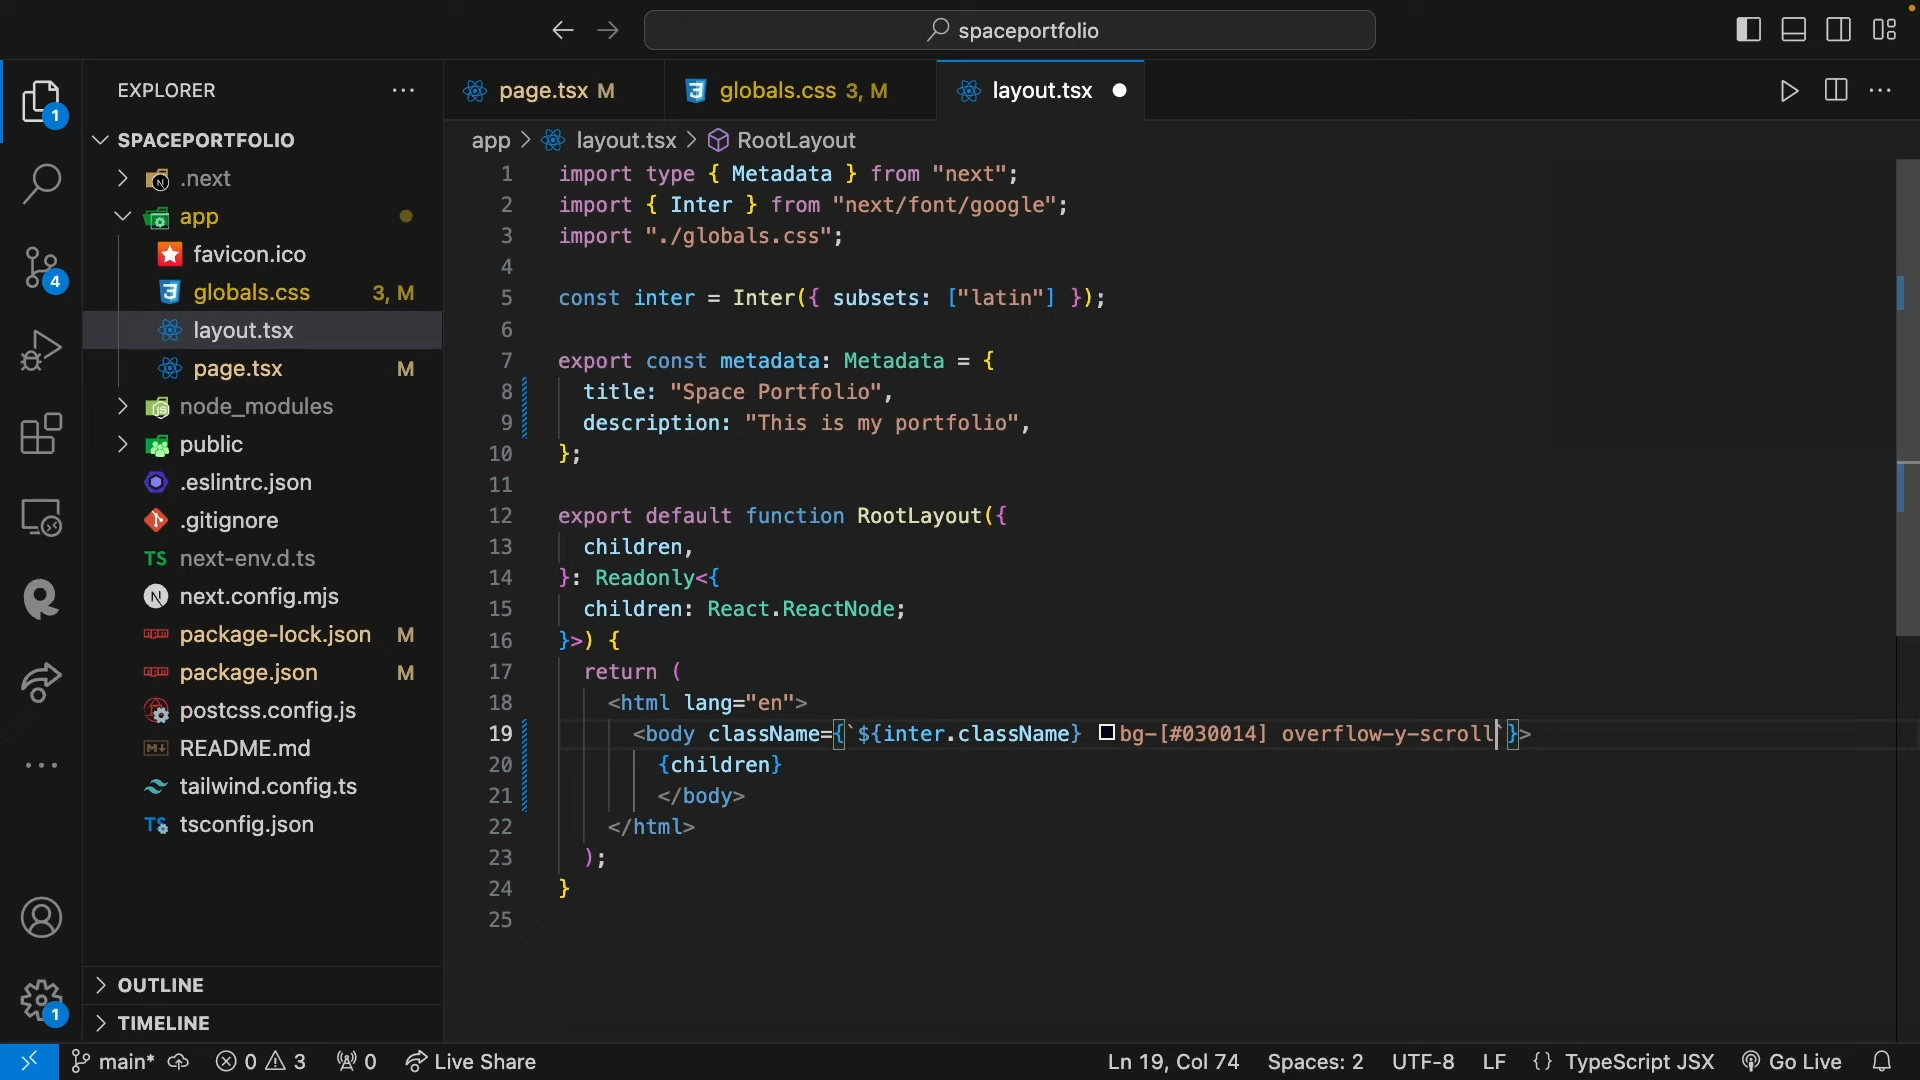 spaceportfolio
EXPLORER
page.tsx M
globals.css 3, M
layout.tsx
app > layout.tsx > RootLayout
SPACEPORTFOLIO
.next
app
favicon.ico
globals.css 3, M
layout.tsx
page.tsx M
node_modules
public
.eslintrc.json
.gitignore
TS next-env.d.ts
N next.config.mjs
package-lock.json M
package.json M
postcss.config.js
M↓ README.md
tailwind.config.ts
TS tsconfig.json
OUTLINE
TIMELINE
1
4
1
1 import type { Metadata } from "next";
2 import { Inter } from "next/font/google";
3 import "./globals.css";
4
5 const inter = Inter({ subsets: ["latin"] });
6
7 export const metadata: Metadata = {
8 title: "Space Portfolio",
9 description: "This is my portfolio",
10 };
11
12 export default function RootLayout({
13 children,
14 }: Readonly<{
15 children: React.ReactNode;
16 }>) {
17 return (
18 <html lang="en">
19 <body className={`${inter.className} bg-[#030014] overflow-y-scroll`}>
20 {children}
21 </body>
22 </html>
23 );
24 }
25
main* 0 3 0 Live Share Ln 19, Col 74 Spaces: 2 UTF-8 LF {} TypeScript JSX Go Live